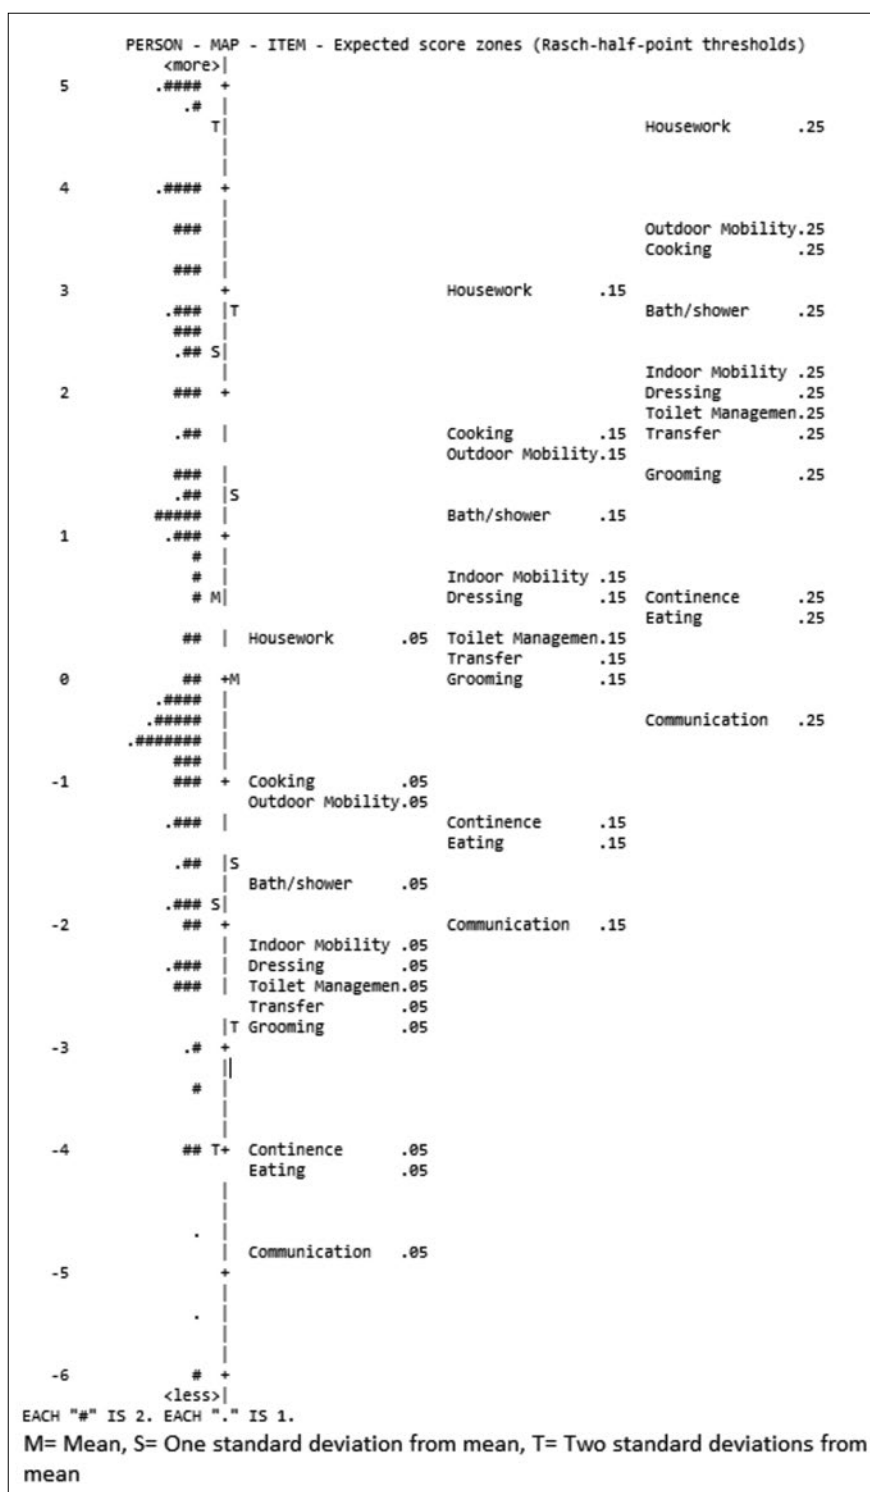 PERSON - MAP - ITEM - Expected score zones (Rasch-half-point thresholds)
<more>|
5 .#### +
.# |
T| Housework .25
|
|
4 .#### +
|
### | Outdoor Mobility.25
| Cooking .25
### |
3 + Housework .15
.### |T Bath/shower .25
### |
.## S|
| Indoor Mobility .25
2 ### + Dressing .25
Toilet Managemen.25
.## | Cooking .15 Transfer .25
Outdoor Mobility.15
### | Grooming .25
.## |S
##### | Bath/shower .15
1 .### +
# |
# | Indoor Mobility .15
# M| Dressing .15 Continence .25
Eating .25
## | Housework .05 Toilet Managemen.15
Transfer .15
0 ## +M Grooming .15
.#### |
.##### | Communication .25
.####### |
### |
-1 ### + Cooking .05
Outdoor Mobility.05
.### | Continence .15
Eating .15
.## |S
| Bath/shower .05
.### S|
-2 ## + Communication .15
| Indoor Mobility .05
.### | Dressing .05
### | Toilet Managemen.05
Transfer .05
|T Grooming .05
-3 .# +
||
# |
|
|
-4 ## T+ Continence .05
Eating .05
|
|
. |
| Communication .05
-5 +
|
. |
|
|
-6 # +
<less>|
EACH "#" IS 2. EACH "." IS 1.
M= Mean, S= One standard deviation from mean, T= Two standard deviations from
mean